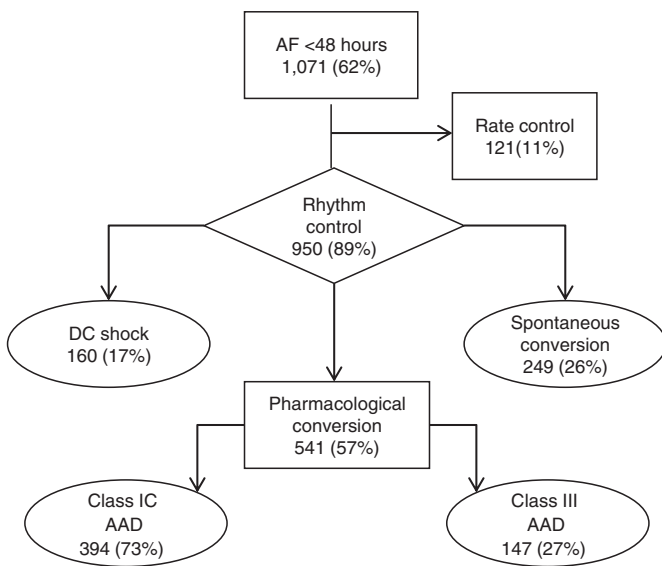 AF <48 hours
1,071 (62%)
Rate control
121(11%)
Rhythm
control
950 (89%)
DC shock
160 (17%)
Spontaneous
conversion
249 (26%)
Pharmacological
conversion
541 (57%)
Class IC
AAD
394 (73%)
Class III
AAD
147 (27%)